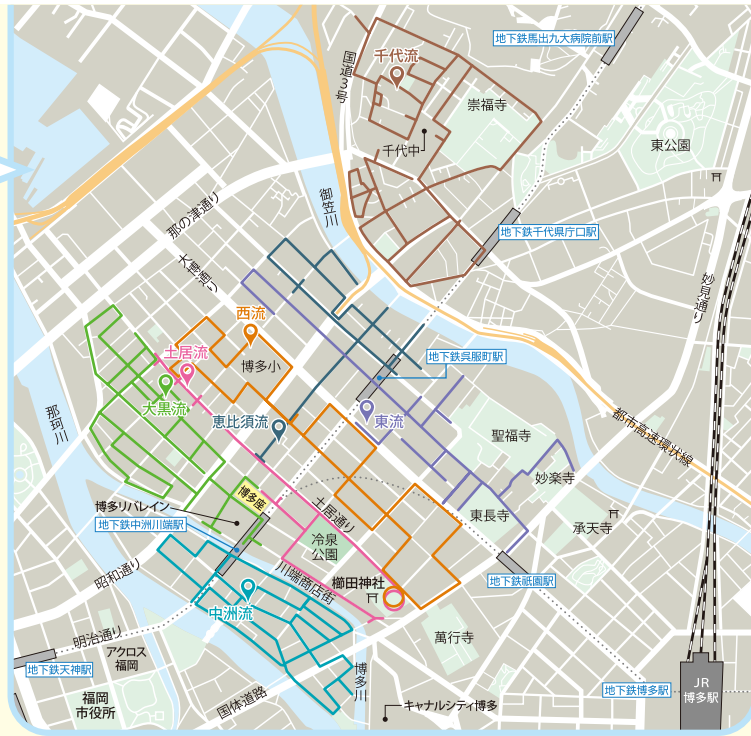 地下鉄馬出九大病院前駅
千代流
国道3号
崇福寺
千代中
東公園
御笠川
那の津通り
地下鉄千代県庁口駅
大博通り
妙見通り
西流
土居流
博多小
地下鉄呉服町駅
大黒流
恵比須流
東流
那珂川
都市高速環状線
聖福寺
妙楽寺
博多座
博多リバレイン
土居通り
東長寺
承天寺
地下鉄中洲川端駅
冷泉
公園
昭和通り
川端商店街
櫛田神社
地下鉄祇園駅
中洲流
明治通り
萬行寺
アクロス
福岡
地下鉄天神駅
博多川
国体道路
福岡
市役所
キャナルシティ博多
地下鉄博多駅
JR
博多駅